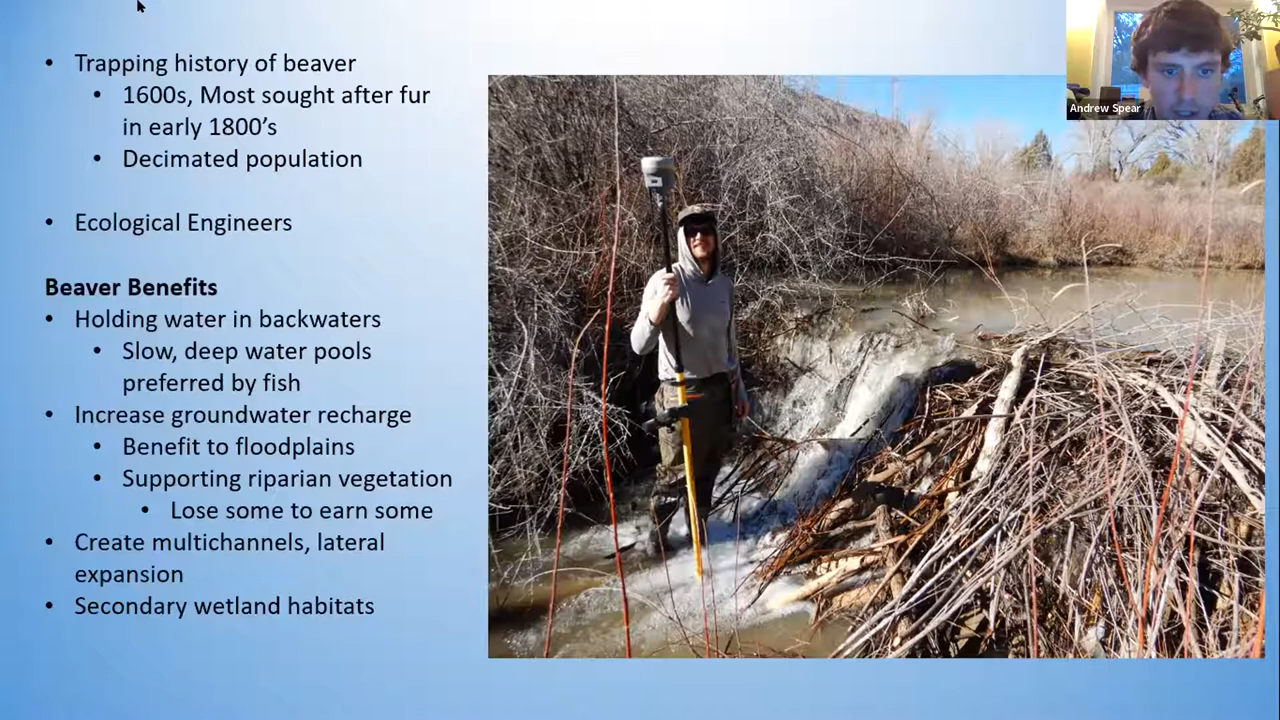 • Trapping history of beaver
• 1600s, Most sought after fur
in early 1800’s
• Decimated population
• Ecological Engineers
Beaver Benefits
• Holding water in backwaters
• Slow, deep water pools
preferred by fish
• Increase groundwater recharge
• Benefit to floodplains
• Supporting riparian vegetation
• Lose some to earn some
• Create multichannels, lateral
expansion
• Secondary wetland habitats
Andrew Spear